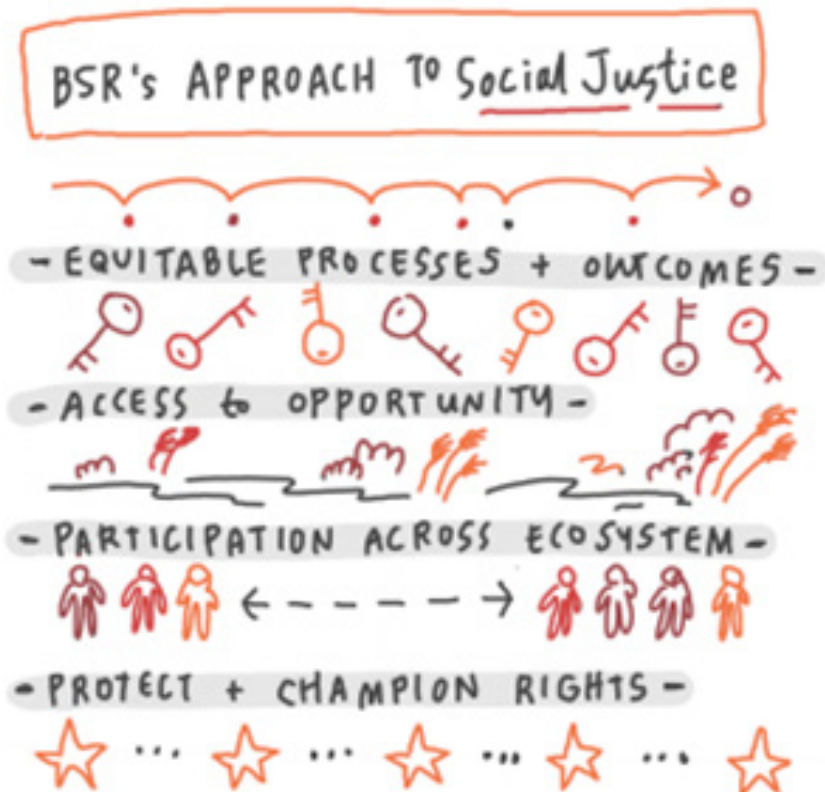 BSR's APPROACH TO Social Justice
- EQUITABLE PROCESSES + OUTCOMES -
- ACCESS to OPPORTUNITY -
- PARTICIPATION ACROSS ECOSYSTEM -
- PROTECT + CHAMPION RIGHTS -